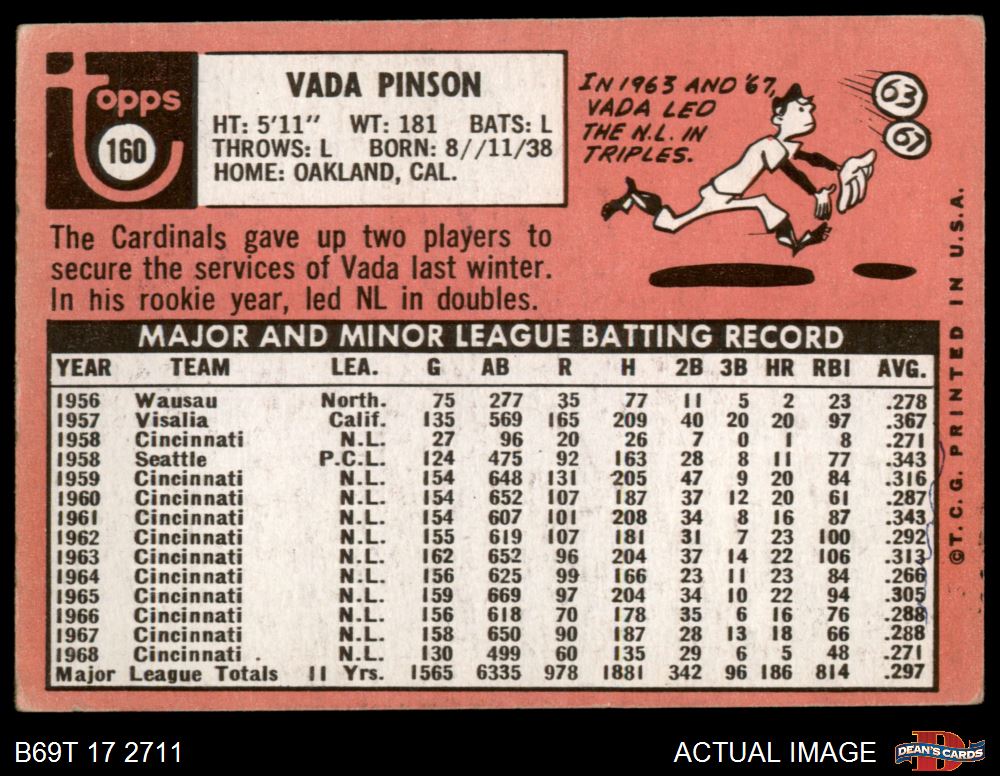 Topps
160
VADA PINSON
HT: 5'11" WT: 181 BATS: L
THROWS: L BORN: 8//11/38
HOME: OAKLAND, CAL.
IN 1963 AND '67,
VADA LED
THE N.L. IN
TRIPLES.
63
67
The Cardinals gave up two players to
secure the services of Vada last winter.
In his rookie year, led NL in doubles.
MAJOR AND MINOR LEAGUE BATTING RECORD
YEAR TEAM LEA. G AB R H 2B 3B HR RBI AVG.
1956 Wausau North. 75 277 35 77 11 5 2 23 .278
1957 Visalia Calif. 135 569 165 209 40 20 20 97 .367
1958 Cincinnati N.L. 27 96 20 26 7 0 1 8 .271
1958 Seattle P.C.L. 124 475 92 163 28 8 11 77 .343
1959 Cincinnati N.L. 154 648 131 205 47 9 20 84 .316
1960 Cincinnati N.L. 154 652 107 187 37 12 20 61 .287
1961 Cincinnati N.L. 154 607 101 208 34 8 16 87 .343
1962 Cincinnati N.L. 155 619 107 181 31 7 23 100 .292
1963 Cincinnati N.L. 162 652 96 204 37 14 22 106 .313
1964 Cincinnati N.L. 156 625 99 166 23 11 23 84 .266
1965 Cincinnati N.L. 159 669 97 204 34 10 22 94 .305
1966 Cincinnati N.L. 156 618 70 178 35 6 16 76 .288
1967 Cincinnati N.L. 158 650 90 187 28 13 18 66 .288
1968 Cincinnati N.L. 130 499 60 135 29 6 5 48 .271
Major League Totals 11 Yrs. 1565 6335 978 1881 342 96 186 814 .297
©T.C.G. PRINTED IN U.S.A.
B69T 17 2711
ACTUAL IMAGE
DEAN'S CARDS